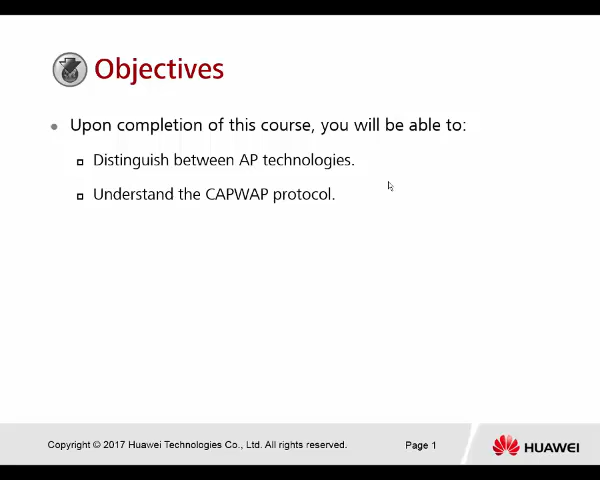 Objectives
Upon completion of this course, you will be able to:
Distinguish between AP technologies.
Understand the CAPWAP protocol.
Copyright © 2017 Huawei Technologies Co., Ltd. All rights reserved.
Page 1
HUAWEI